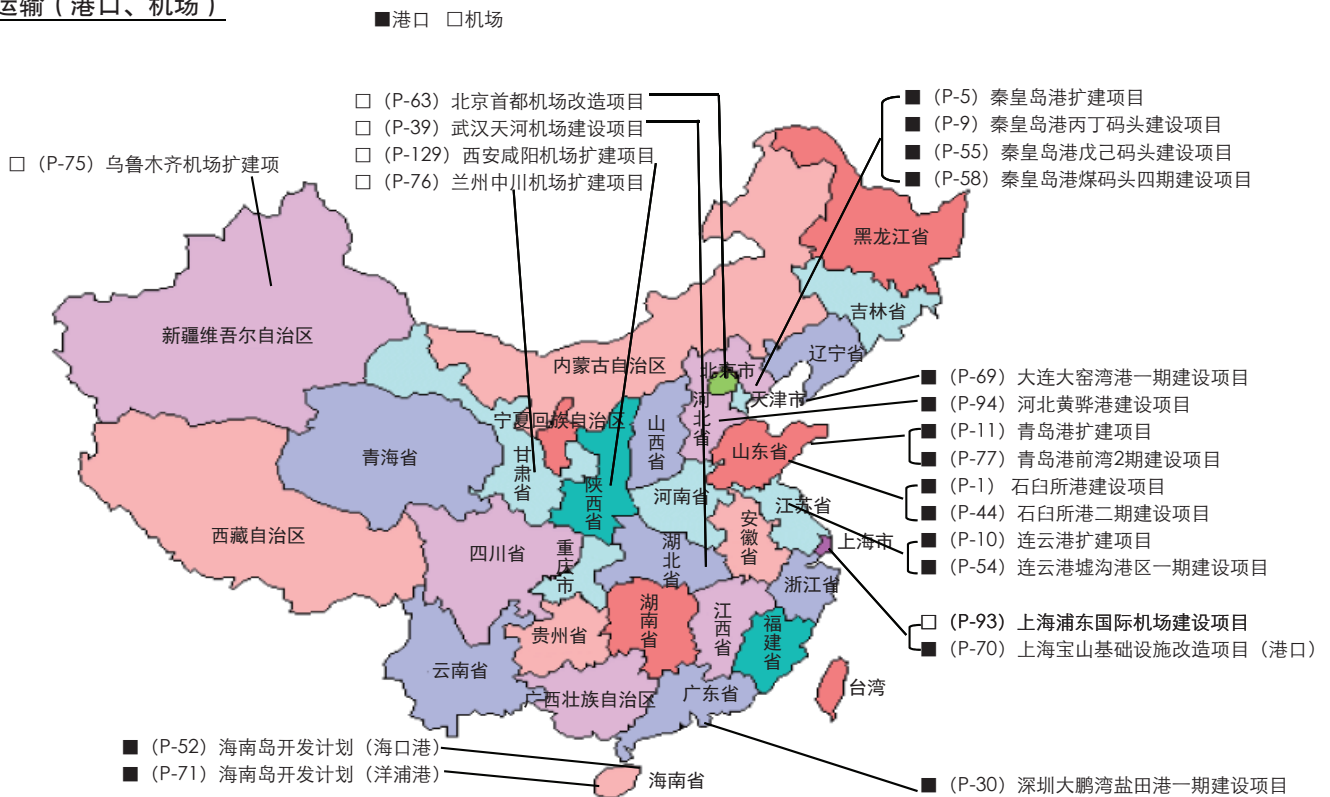 运输（港口、机场）
■港口 □机场
□（P-63）北京首都机场改造项目
□（P-39）武汉天河机场建设项目
□（P-129）西安咸阳机场扩建项目
□（P-76）兰州中川机场扩建项目
□（P-75）乌鲁木齐机场扩建项
■（P-5）秦皇岛港扩建项目
■（P-9）秦皇岛港丙丁码头建设项目
■（P-55）秦皇岛港戊己码头建设项目
■（P-58）秦皇岛港煤码头四期建设项目
黑龙江省
吉林省
辽宁省
新疆维吾尔自治区
内蒙古自治区
北京市
天津市
河北省
宁夏回族自治区
山西省
山东省
青海省
甘肃省
陕西省
河南省
江苏省
安徽省
上海市
西藏自治区
四川省
重庆市
湖北省
浙江省
湖南省
江西省
福建省
贵州省
云南省
广西壮族自治区
广东省
台湾
海南省
■（P-69）大连大窑湾港一期建设项目
■（P-94）河北黄骅港建设项目
■（P-11）青岛港扩建项目
■（P-77）青岛港前湾2期建设项目
■（P-1）石臼所港建设项目
■（P-44）石臼所港二期建设项目
■（P-10）连云港扩建项目
■（P-54）连云港墟沟港区一期建设项目
□（P-93）上海浦东国际机场建设项目
■（P-70）上海宝山基础设施改造项目（港口）
■（P-52）海南岛开发计划（海口港）
■（P-71）海南岛开发计划（洋浦港）
■（P-30）深圳大鹏湾盐田港一期建设项目